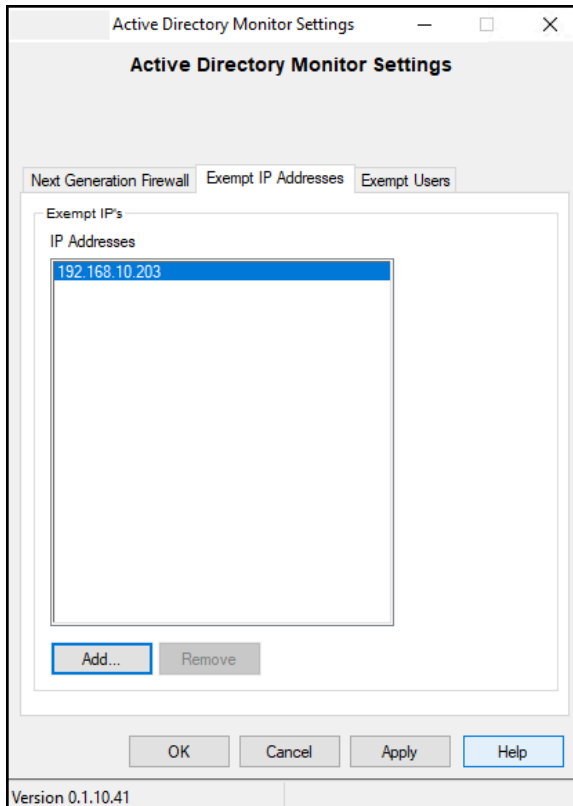 Active Directory Monitor Settings
Active Directory Monitor Settings
Next Generation Firewall Exempt IP Addresses Exempt Users
Exempt IP's
IP Addresses
192.168.10.203
Add... Remove
OK Cancel Apply Help
Version 0.1.10.41